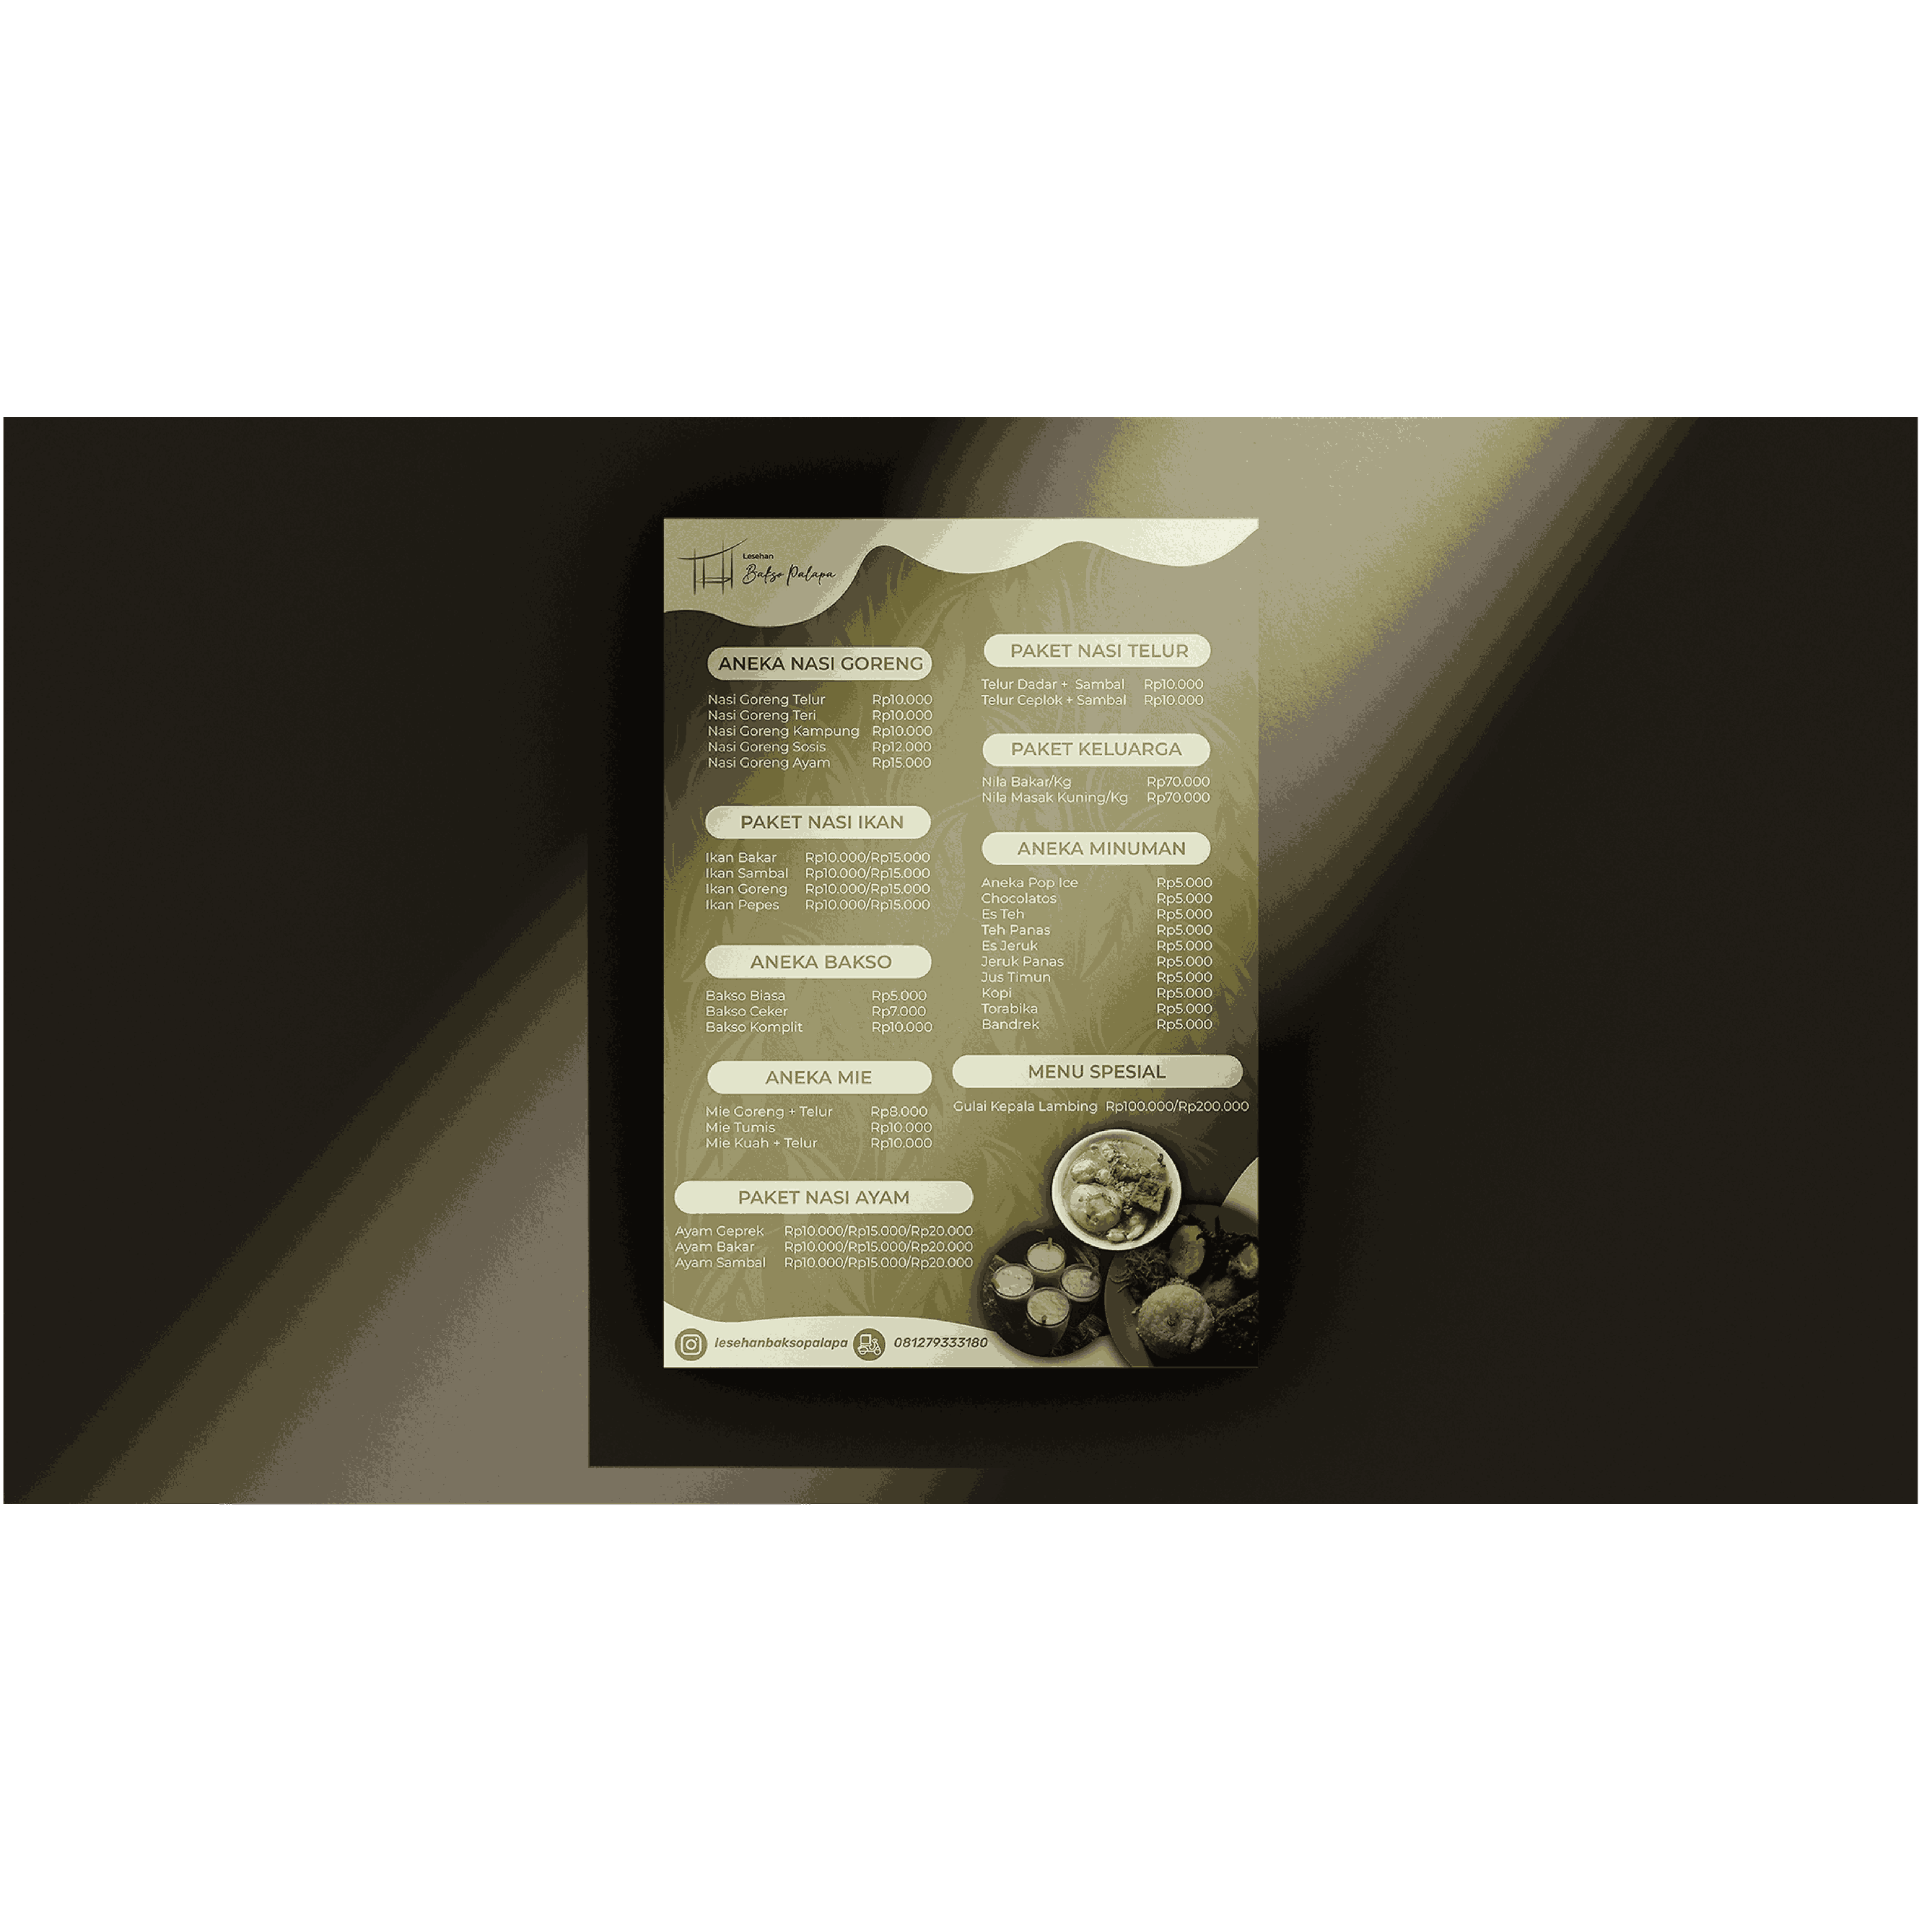 Lesehan
Bakso Palapa
ANEKA NASI GORENG
Nasi Goreng Telur Rp10.000
Nasi Goreng Teri Rp10.000
Nasi Goreng Kampung Rp10.000
Nasi Goreng Sosis Rp12.000
Nasi Goreng Ayam Rp15.000
PAKET NASI IKAN
Ikan Bakar Rp10.000/Rp15.000
Ikan Sambal Rp10.000/Rp15.000
Ikan Goreng Rp10.000/Rp15.000
Ikan Pepes Rp10.000/Rp15.000
ANEKA BAKSO
Bakso Biasa Rp5.000
Bakso Ceker Rp7.000
Bakso Komplit Rp10.000
ANEKA MIE
Mie Goreng + Telur Rp8.000
Mie Tumis Rp10.000
Mie Kuah + Telur Rp10.000
PAKET NASI AYAM
Ayam Geprek Rp10.000/Rp15.000/Rp20.000
Ayam Bakar Rp10.000/Rp15.000/Rp20.000
Ayam Sambal Rp10.000/Rp15.000/Rp20.000
PAKET NASI TELUR
Telur Dadar + Sambal Rp10.000
Telur Ceplok + Sambal Rp10.000
PAKET KELUARGA
Nila Bakar/Kg Rp70.000
Nila Masak Kuning/Kg Rp70.000
ANEKA MINUMAN
Aneka Pop Ice Rp5.000
Chocolatos Rp5.000
Es Teh Rp5.000
Teh Panas Rp5.000
Es Jeruk Rp5.000
Jeruk Panas Rp5.000
Jus Timun Rp5.000
Kopi Rp5.000
Torabika Rp5.000
Bandrek Rp5.000
MENU SPESIAL
Gulai Kepala Lambing Rp100.000/Rp200.000
lesehanbaksopalapa 081279333180